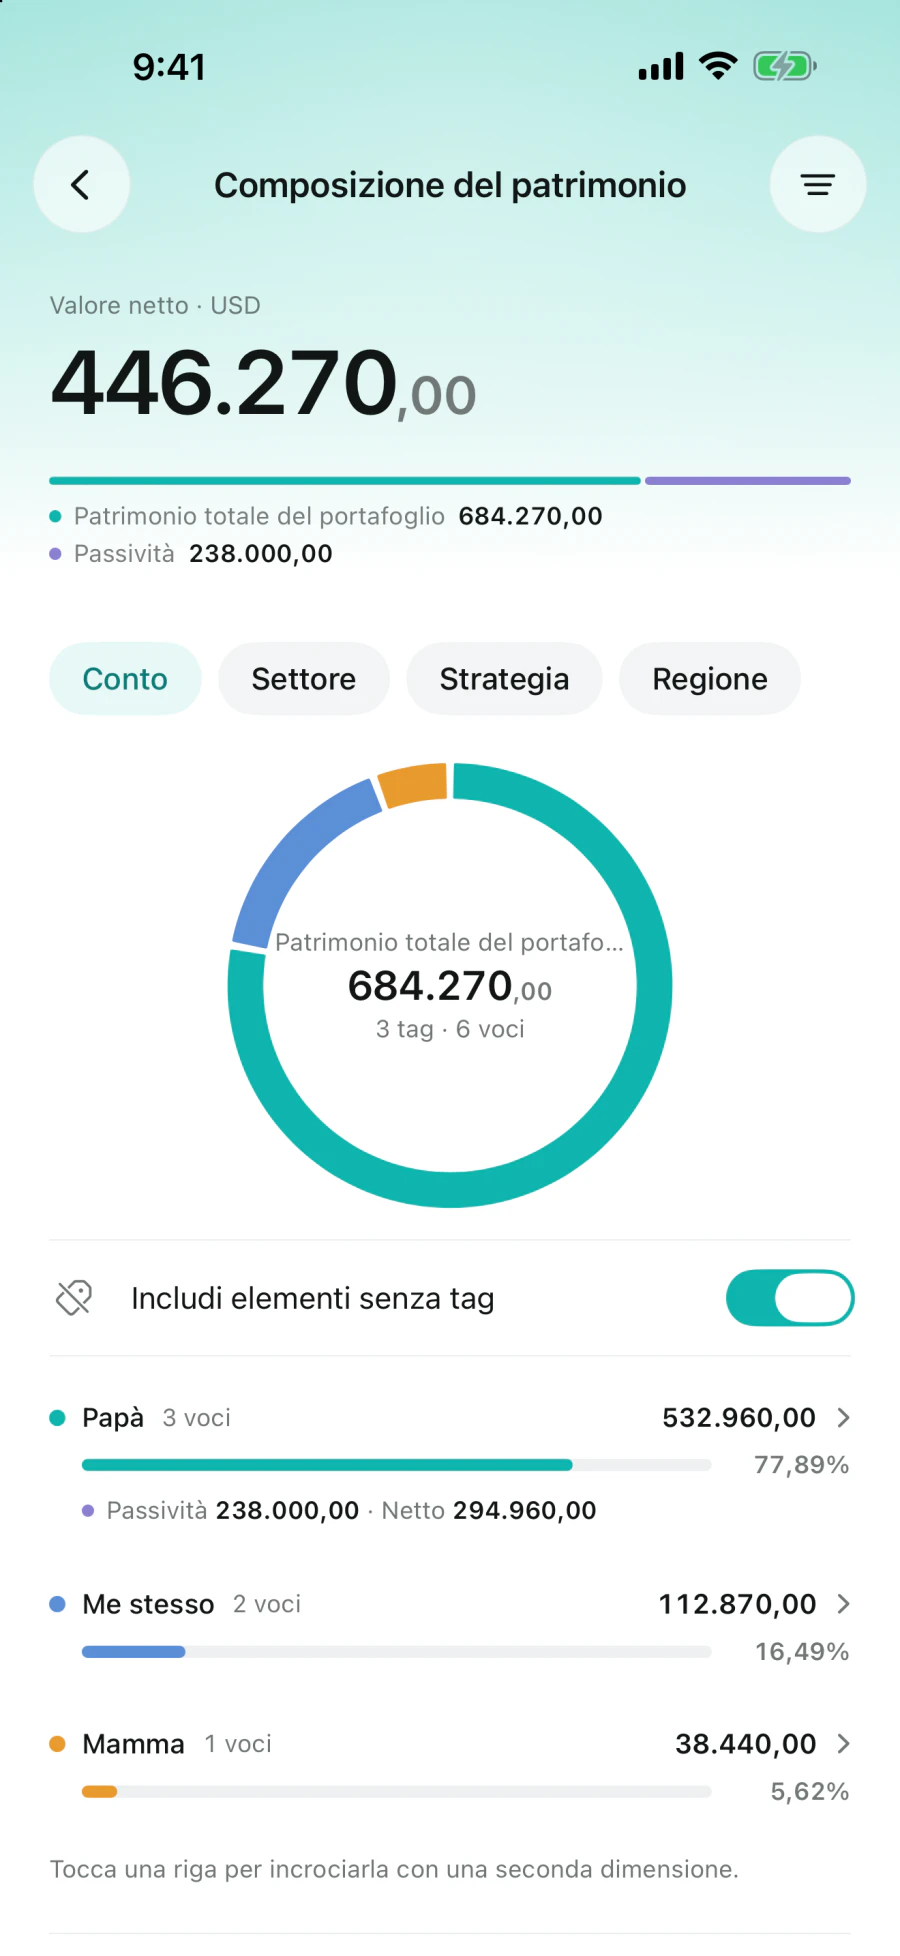 9:41
Composizione del patrimonio
Valore netto · USD
446.270,00
Patrimonio totale del portafoglio 684.270,00
Passività 238.000,00
Conto Settore Strategia Regione
Patrimonio totale del portafo...
684.270,00
3 tag · 6 voci
Includi elementi senza tag
Papà 3 voci 532.960,00
77,89%
Passività 238.000,00 · Netto 294.960,00
Me stesso 2 voci 112.870,00
16,49%
Mamma 1 voci 38.440,00
5,62%
Tocca una riga per incrociarla con una seconda dimensione.